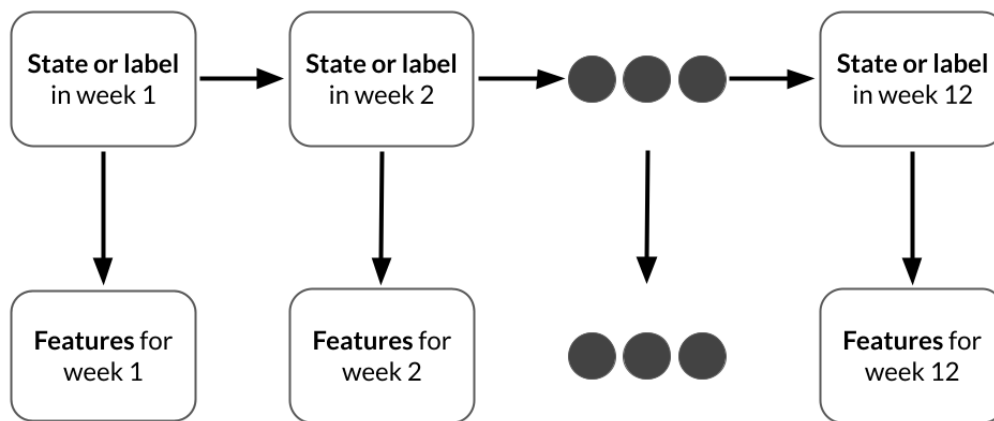 State or label
in week 1
State or label
in week 2
State or label
in week 12
Features for
week 1
Features for
week 2
Features for
week 12